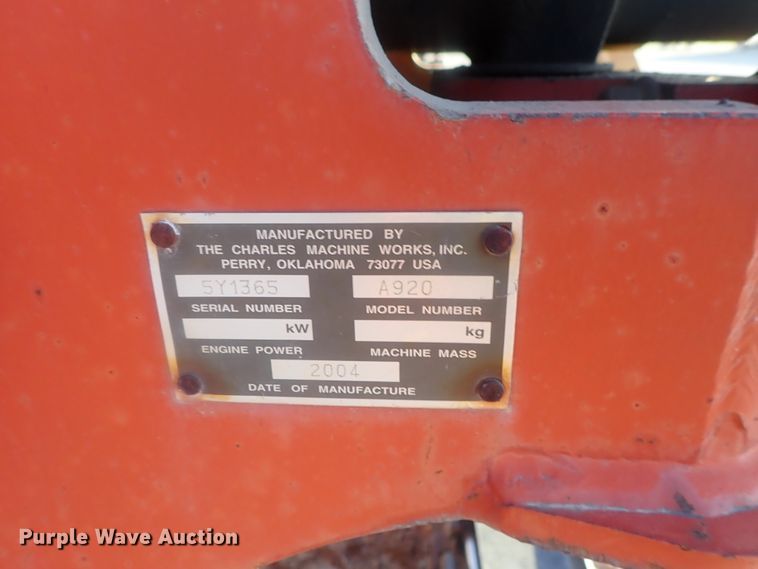 MANUFACTURED BY
THE CHARLES MACHINE WORKS, INC.
PERRY, OKLAHOMA 73077 USA
5Y1365 A920
SERIAL NUMBER MODEL NUMBER
kW kg
ENGINE POWER MACHINE MASS
2004
DATE OF MANUFACTURE
Purple Wave Auction